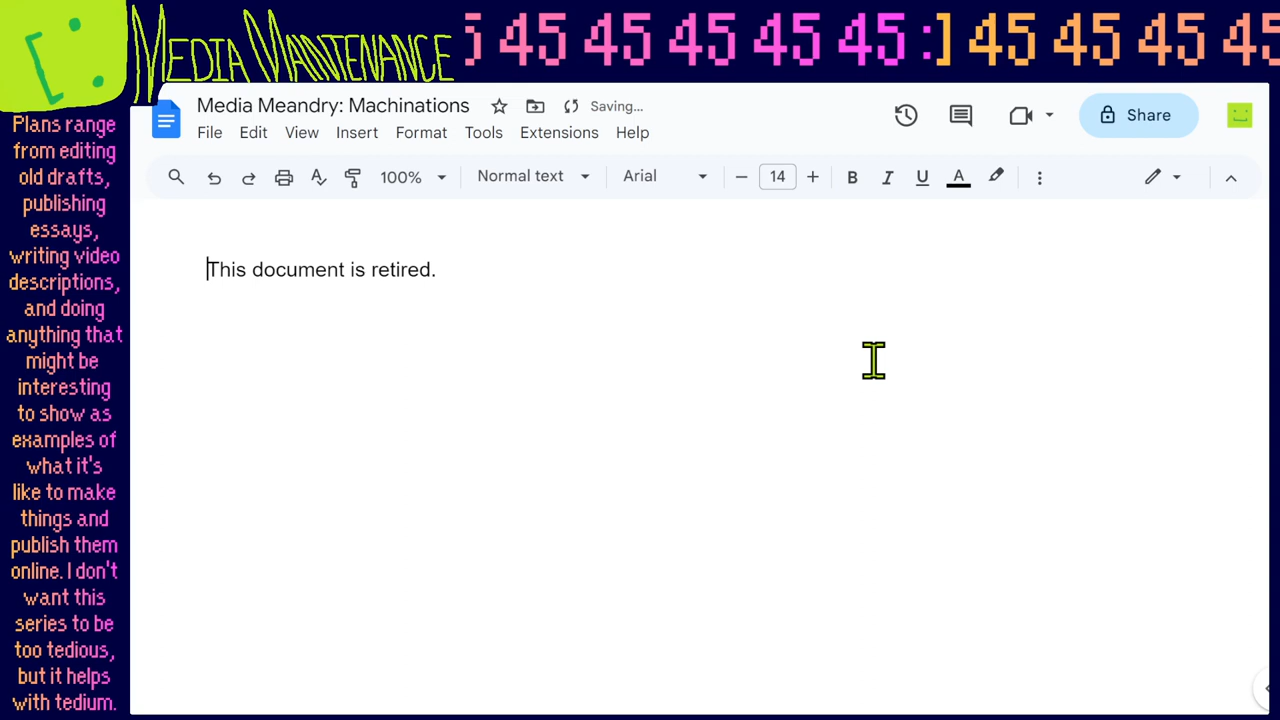 [:
MEDIA MAINTENANCE
45 45 45 45 45 :] 45 45 45 45
Plans range
from editing
old drafts,
publishing
essays,
writing video
descriptions,
and doing
anything that
might be
interesting
to show as
examples of
what it's
like to make
things and
publish them
online. I don't
want this
series to be
too tedious,
but it helps
with tedium.
Media Meandry: Machinations Saving...
File Edit View Insert Format Tools Extensions Help
Share
100% Normal text Arial 14 B I U A
This document is retired.